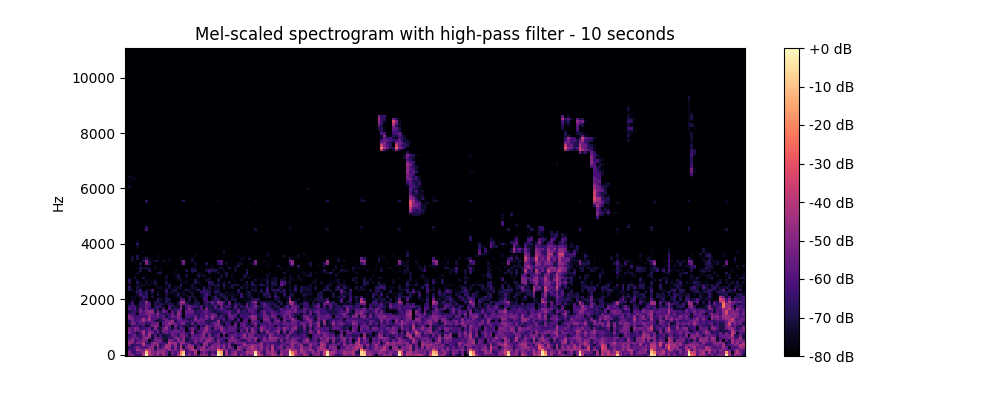 Mel-scaled spectrogram with high-pass filter - 10 seconds
Hz
10000
8000
6000
4000
2000
0
+0 dB
-10 dB
-20 dB
-30 dB
-40 dB
-50 dB
-60 dB
-70 dB
-80 dB